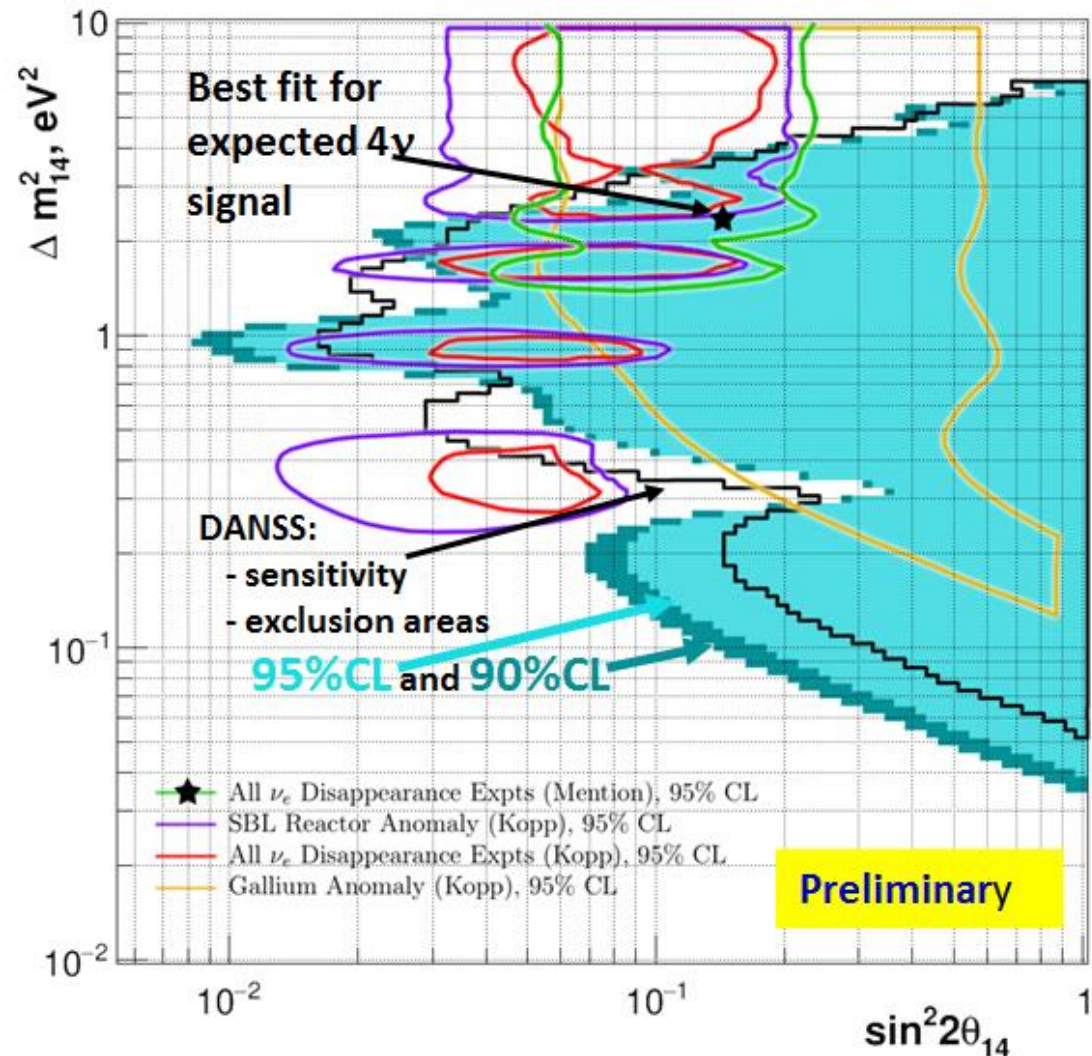 10
Δ m²₁₄, eV²
Best fit for
expected 4ν
signal
1
DANSS:
- sensitivity
- exclusion areas
95%CL and 90%CL
10⁻¹
All νₑ Disappearance Expts (Mention), 95% CL
SBL Reactor Anomaly (Kopp), 95% CL
All νₑ Disappearance Expts (Kopp), 95% CL
Gallium Anomaly (Kopp), 95% CL
Preliminary
10⁻²
10⁻² 10⁻¹ 1
sin²2θ₁₄